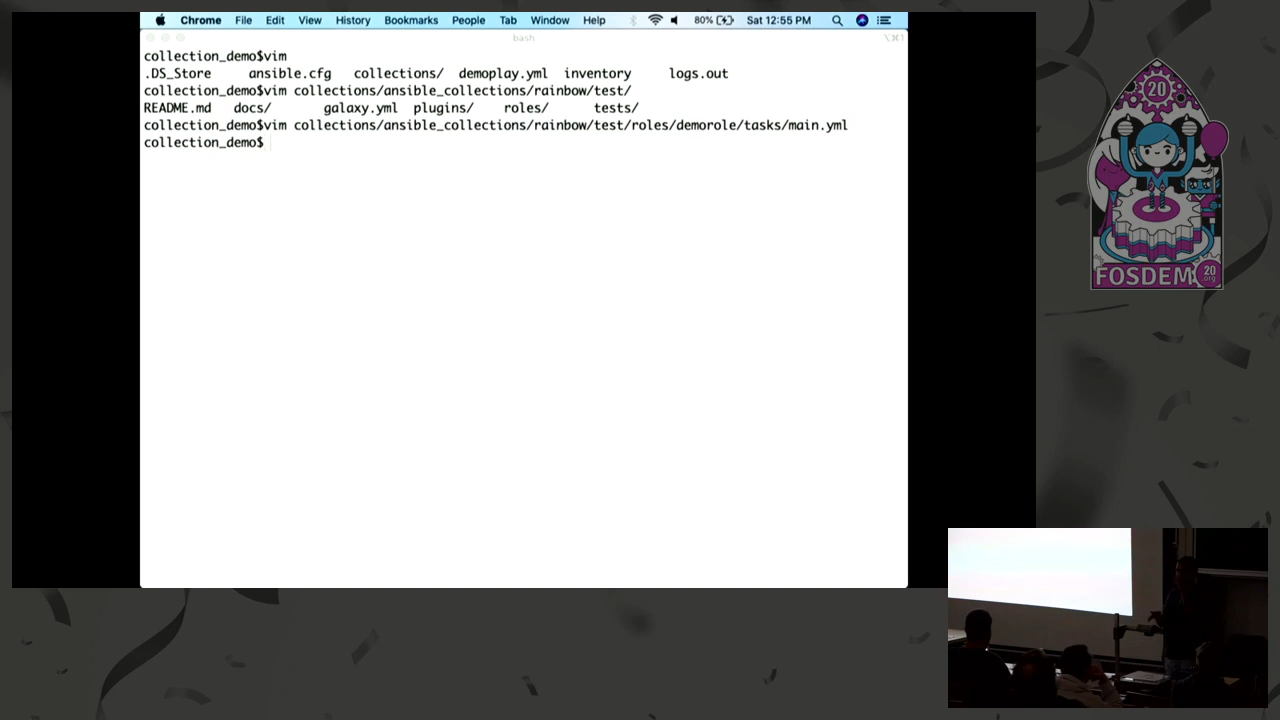 Chrome File Edit View History Bookmarks People Tab Window Help 80% Sat 12:55 PM
bash ⌥⌘1
collection_demo$vim
.DS_Store ansible.cfg collections/ demoplay.yml inventory logs.out
collection_demo$vim collections/ansible_collections/rainbow/test/
README.md docs/ galaxy.yml plugins/ roles/ tests/
collection_demo$vim collections/ansible_collections/rainbow/test/roles/demorole/tasks/main.yml
collection_demo$
20
FOSDEM 20
.org